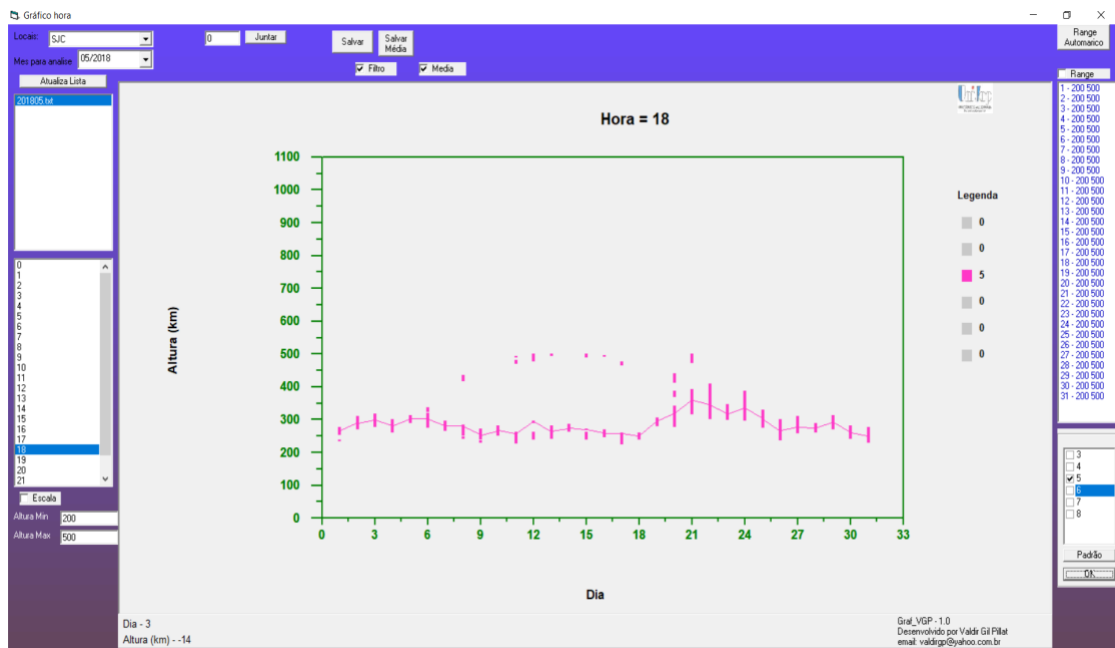 Gráfico hora
Locais: SJC
0 Juntar
Salvar
Salvar Média
Range Automarico
Mes para analise 05/2018
Filtro
Media
Atualiza Lista
Range
201805.txt
Hora = 18
1100
1000
900
800
700
600
500
400
300
200
100
0
Altura (km)
0 3 6 9 12 15 18 21 24 27 30 33
Dia
Legenda
0
0
5
0
0
0
1 - 200 500
2 - 200 500
3 - 200 500
4 - 200 500
5 - 200 500
6 - 200 500
7 - 200 500
8 - 200 500
9 - 200 500
10 - 200 500
11 - 200 500
12 - 200 500
13 - 200 500
14 - 200 500
15 - 200 500
16 - 200 500
17 - 200 500
18 - 200 500
19 - 200 500
20 - 200 500
21 - 200 500
22 - 200 500
23 - 200 500
24 - 200 500
25 - 200 500
26 - 200 500
27 - 200 500
28 - 200 500
29 - 200 500
30 - 200 500
31 - 200 500
0
1
2
3
4
5
6
7
8
9
10
11
12
13
14
15
16
17
18
19
20
21
Escala
Altura Min 200
Altura Max 500
3
4
5
6
7
8
Padrão
OK
Dia - 3
Altura (km) - -14
Graf_VGP - 1.0
Desenvolvido por Valdir Gil Pillat
email: valdirgp@yahoo.com.br